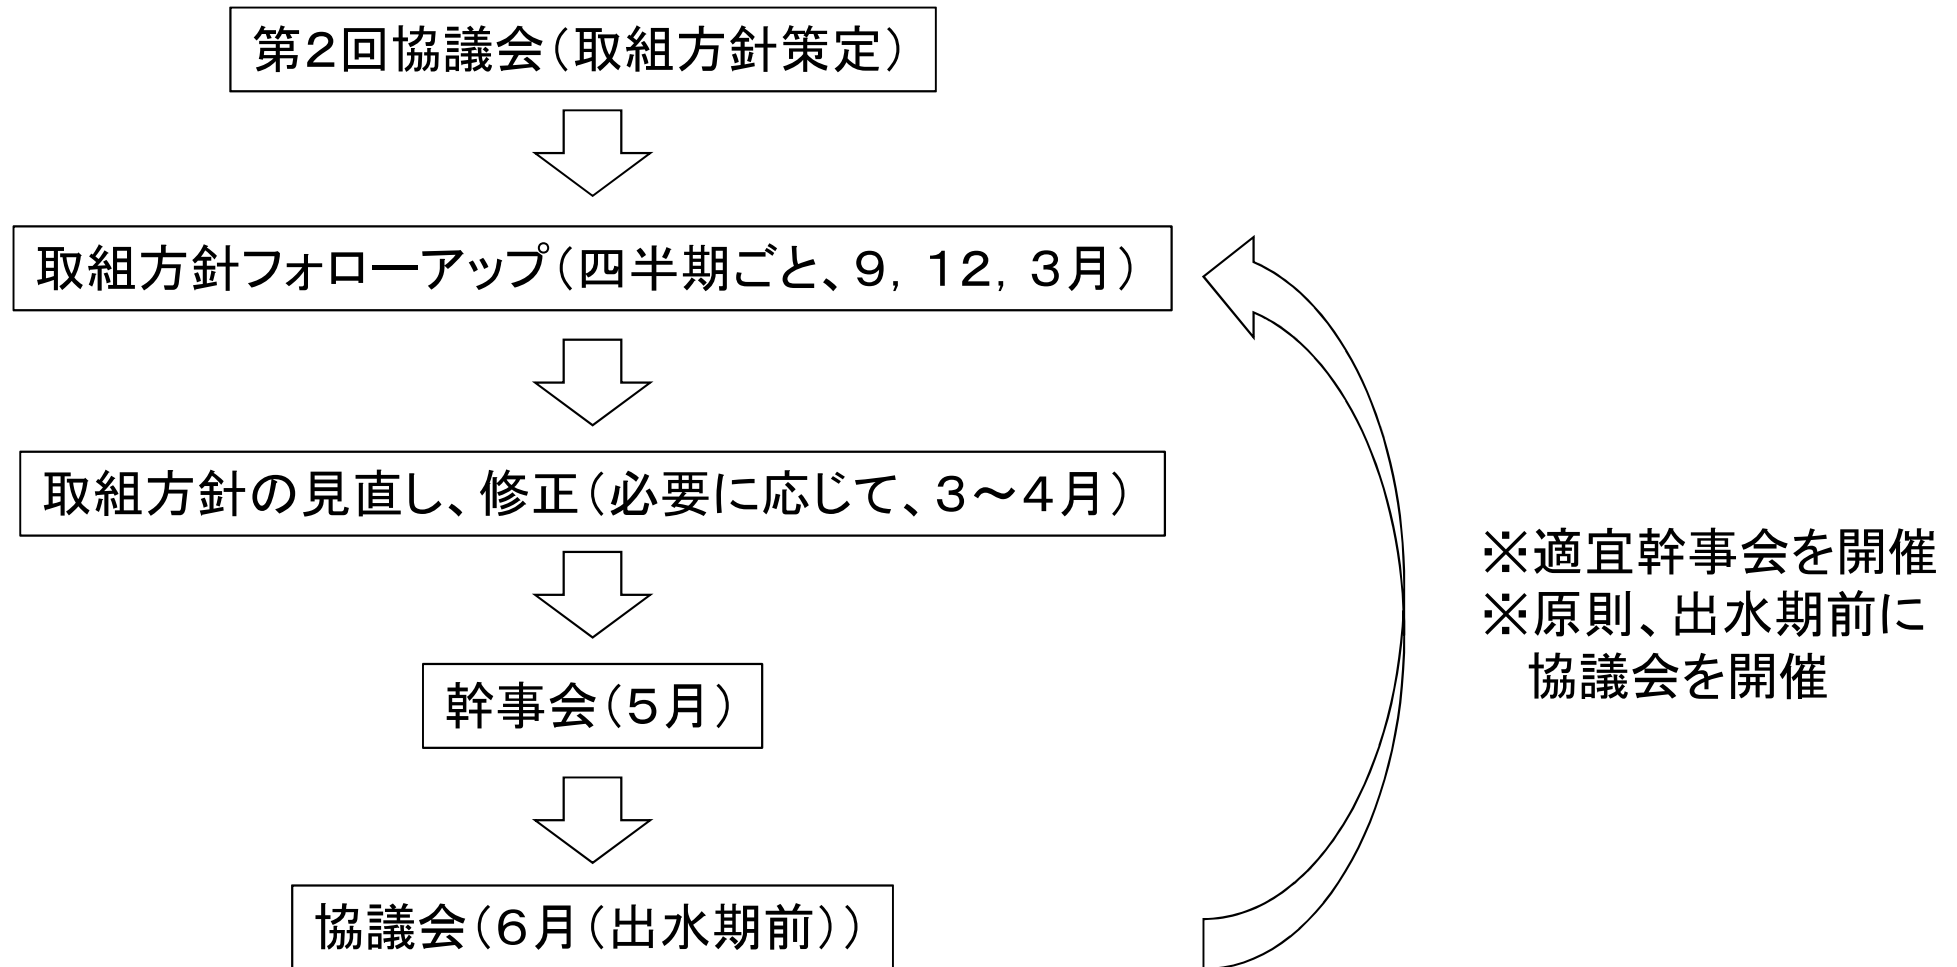 第2回協議会（取組方針策定）
取組方針フォローアップ（四半期ごと、９，１２，３月）
取組方針の見直し、修正（必要に応じて、３～４月）
幹事会（５月）
協議会（６月（出水期前））
※適宜幹事会を開催
※原則、出水期前に
協議会を開催